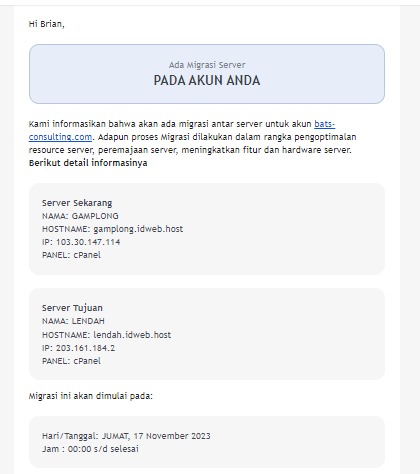 Hi Brian,
Ada Migrasi Server
PADA AKUN ANDA
Kami informasikan bahwa akan ada migrasi antar server untuk akun bats-
consulting.com. Adapun proses Migrasi dilakukan dalam rangka pengoptimalan
resource server, peremajaan server, meningkatkan fitur dan hardware server.
Berikut detail informasinya
Server Sekarang
NAMA: GAMPLONG
HOSTNAME: gamplong.idweb.host
IP: 103.30.147.114
PANEL: cPanel
Server Tujuan
NAMA: LENDAH
HOSTNAME: lendah.idweb.host
IP: 203.161.184.2
PANEL: cPanel
Migrasi ini akan dimulai pada:
Hari/Tanggal: JUMAT, 17 November 2023
Jam : 00:00 s/d selesai